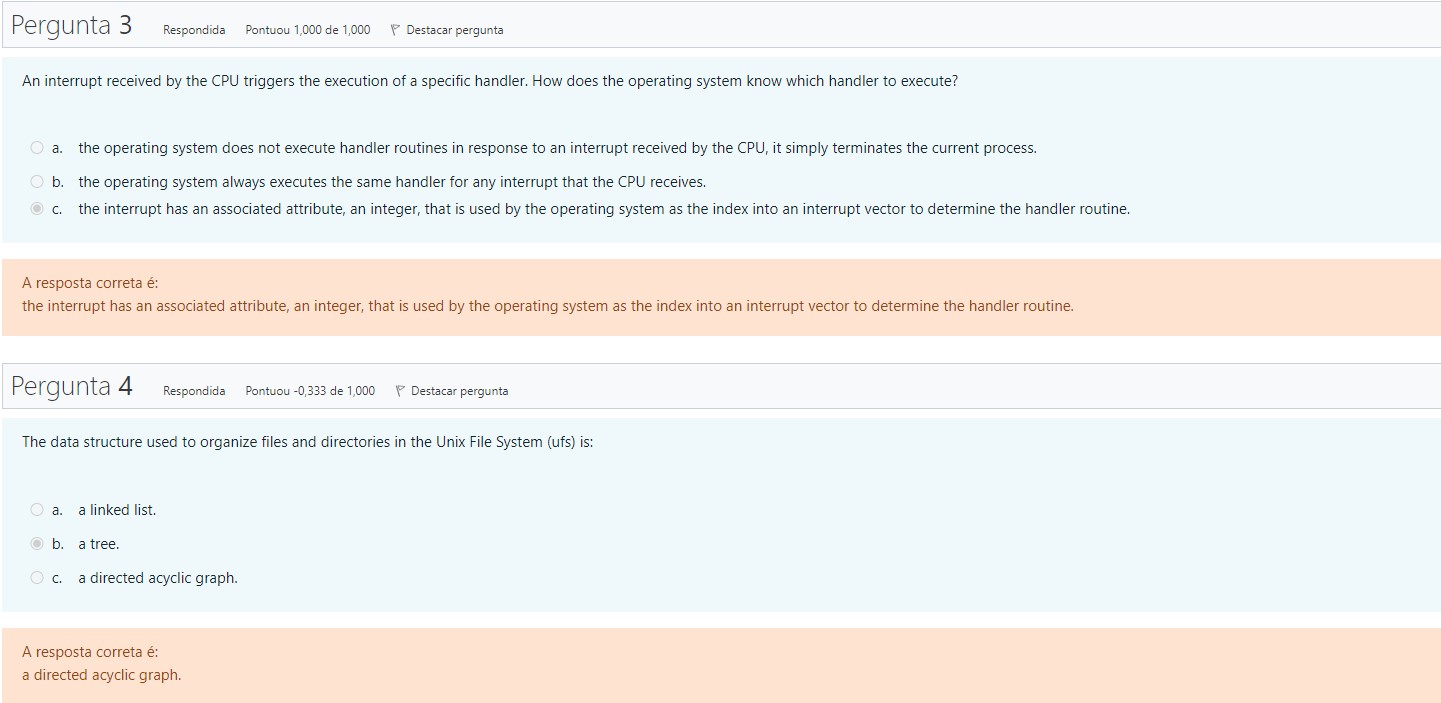 Pergunta 3 Respondida Pontuou 1,000 de 1,000 Destacar pergunta
An interrupt received by the CPU triggers the execution of a specific handler. How does the operating system know which handler to execute?
a. the operating system does not execute handler routines in response to an interrupt received by the CPU, it simply terminates the current process.
b. the operating system always executes the same handler for any interrupt that the CPU receives.
c. the interrupt has an associated attribute, an integer, that is used by the operating system as the index into an interrupt vector to determine the handler routine.
A resposta correta é:
the interrupt has an associated attribute, an integer, that is used by the operating system as the index into an interrupt vector to determine the handler routine.
Pergunta 4 Respondida Pontuou -0,333 de 1,000 Destacar pergunta
The data structure used to organize files and directories in the Unix File System (ufs) is:
a. a linked list.
b. a tree.
c. a directed acyclic graph.
A resposta correta é:
a directed acyclic graph.